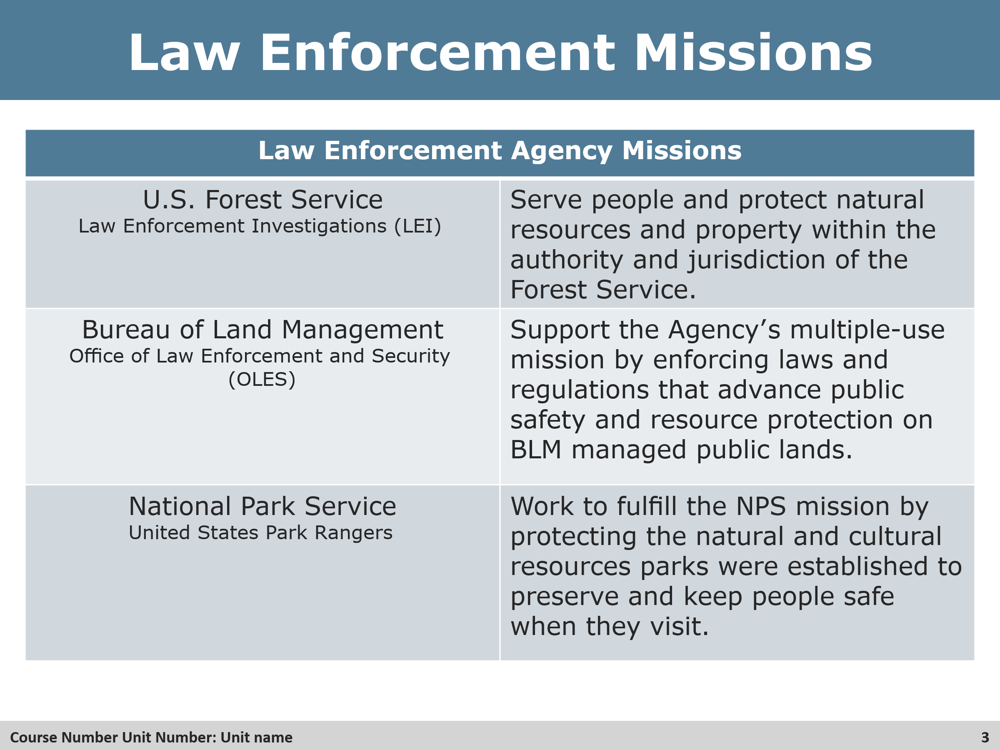 Law Enforcement Missions
Law Enforcement Agency Missions
U.S. Forest Service
Law Enforcement Investigations (LEI)
Serve people and protect natural
resources and property within the
authority and jurisdiction of the
Forest Service.
Bureau of Land Management
Office of Law Enforcement and Security
(OLES)
Support the Agency’s multiple-use
mission by enforcing laws and
regulations that advance public
safety and resource protection on
BLM managed public lands.
National Park Service
United States Park Rangers
Work to fulfill the NPS mission by
protecting the natural and cultural
resources parks were established to
preserve and keep people safe
when they visit.
Course Number Unit Number: Unit name
3